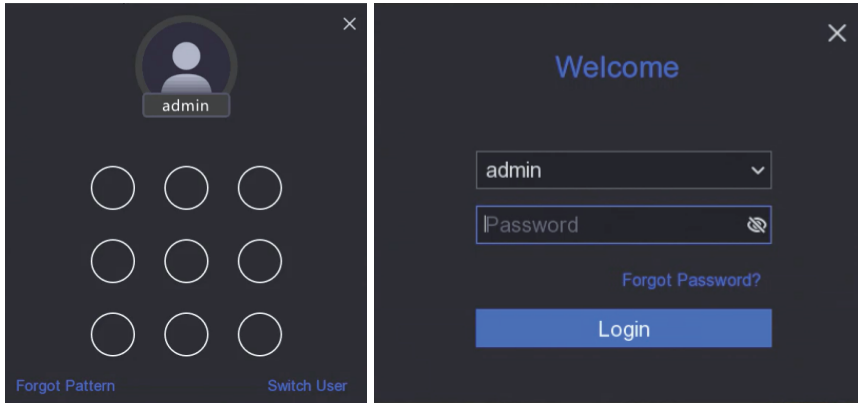 admin
Forgot Pattern
Switch User
Welcome
admin
Password
Forgot Password?
Login